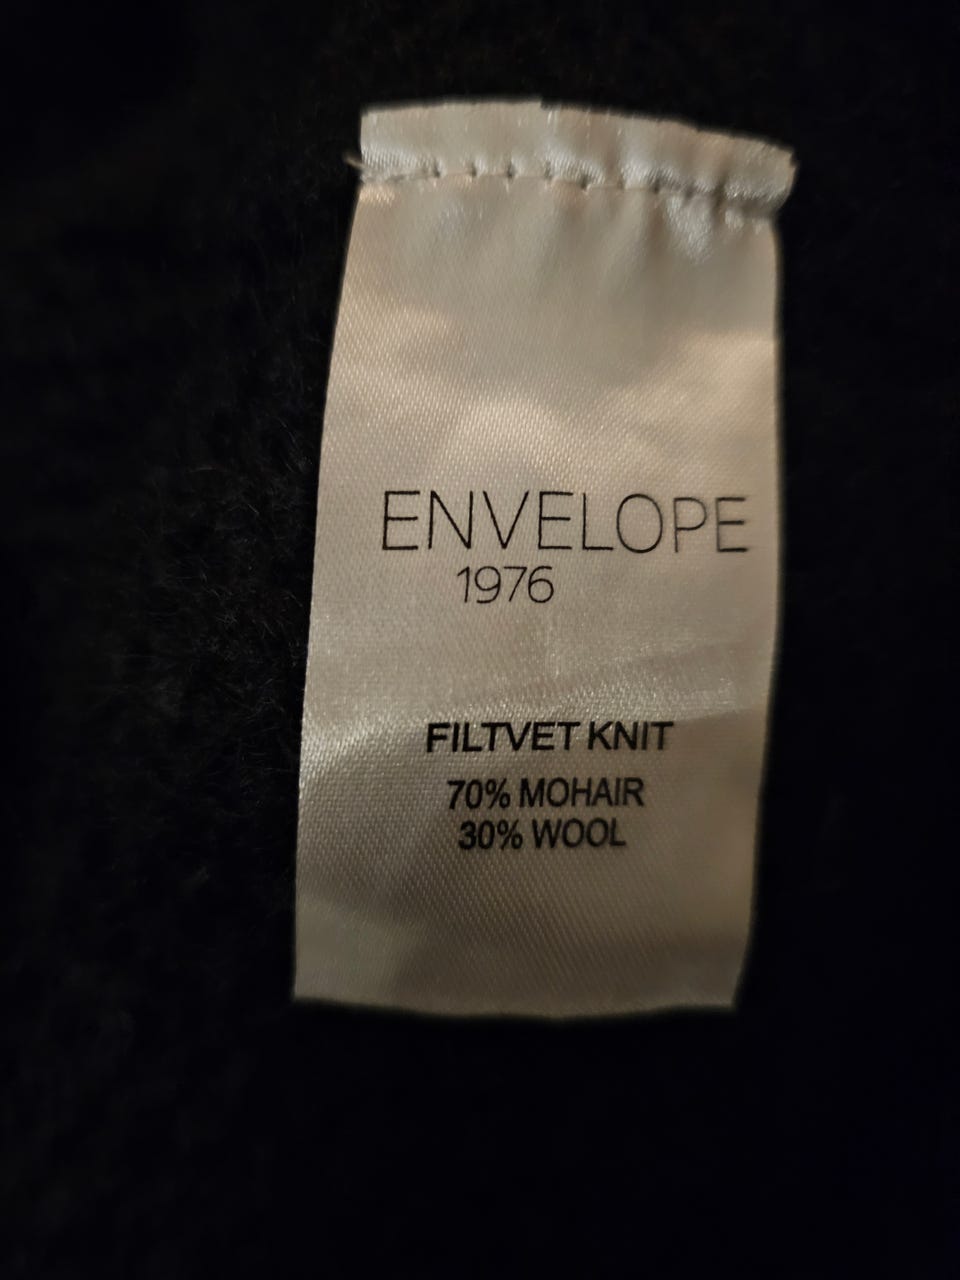 ENVELOPE
1976
FILTVET KNIT
70% MOHAIR
30% WOOL